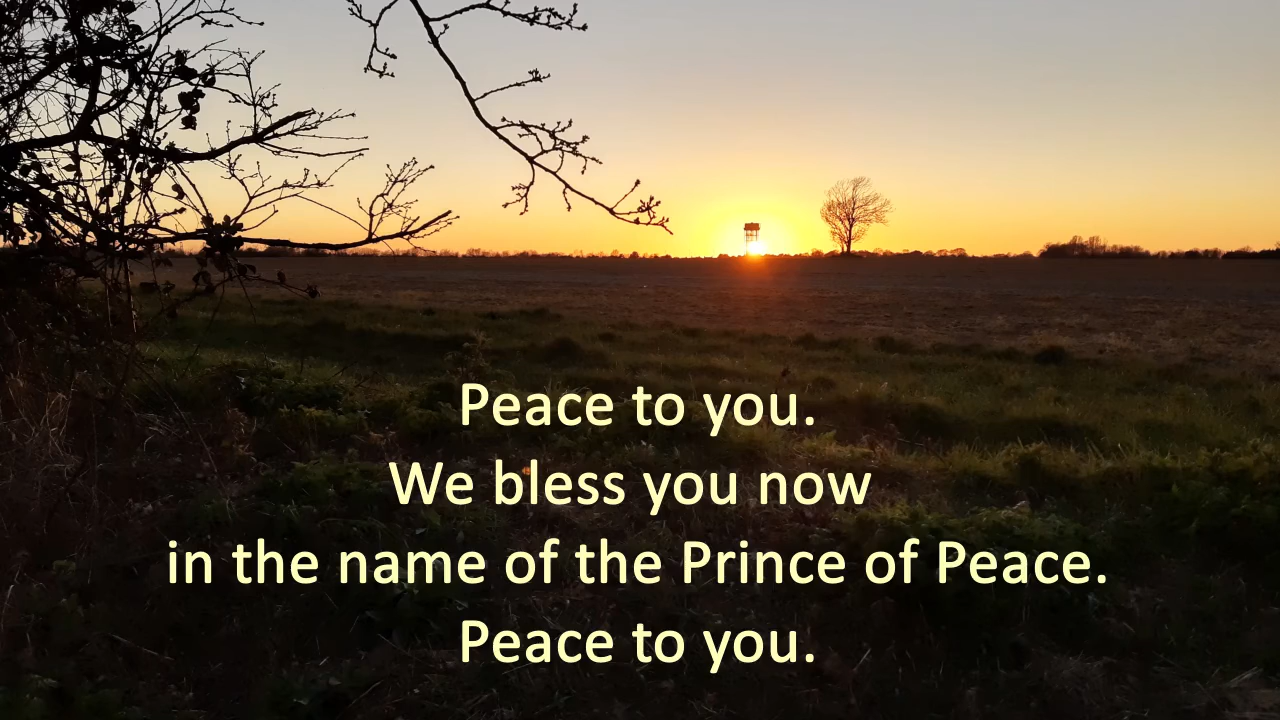 Peace to you.
We bless you now
in the name of the Prince of Peace.
Peace to you.